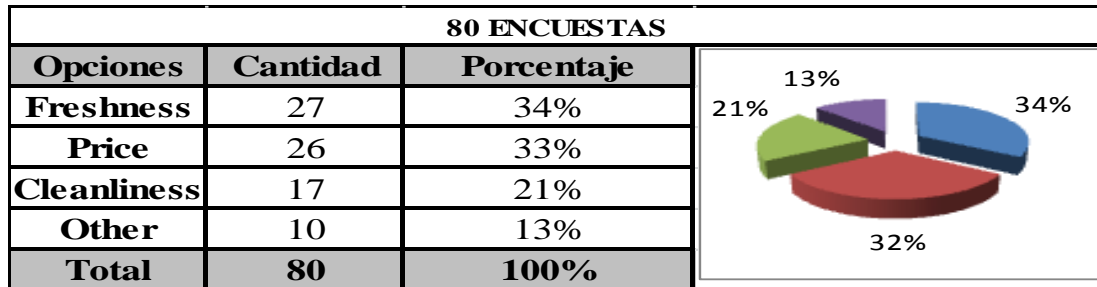 80 ENCUESTAS
Opciones Cantidad Porcentaje
Freshness 27 34%
Price 26 33%
Cleanliness 17 21%
Other 10 13%
Total 80 100%
13%
21%
34%
32%